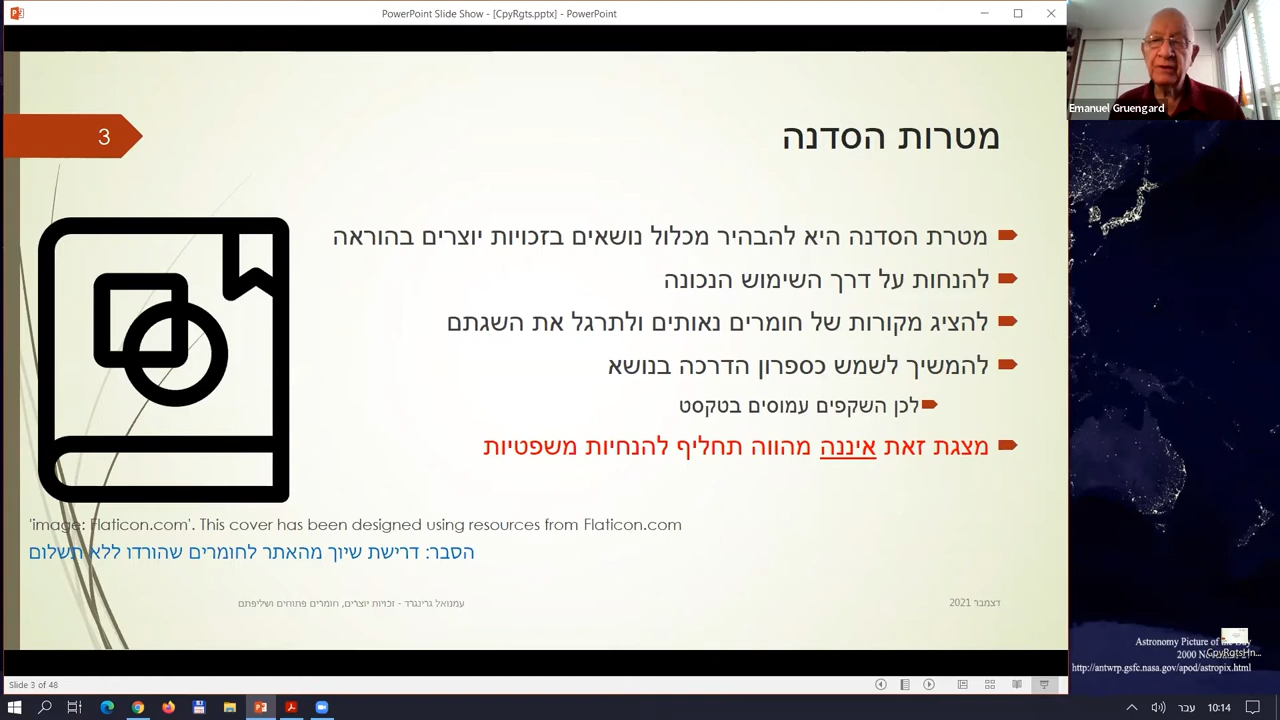 PowerPoint Slide Show - [CpyRgts.pptx] - PowerPoint
Emanuel Gruengard
3
מטרות הסדנה
מטרת הסדנה היא להבהיר מכלול נושאים בזכויות יוצרים בהוראה
להנחות על דרך השימוש הנכונה
להציג מקורות של חומרים נאותים ולתרגל את השגתם
להמשיך לשמש כספרון הדרכה בנושא
לכן השקפים עמוסים בטקסט
מצגת זאת איננה מהווה תחליף להנחיות משפטיות
'image: Flaticon.com'. This cover has been designed using resources from Flaticon.com
הסבר: דרישת שיוך מהאתר לחומרים שהורדו ללא תשלום
דצמבר 2021
עמנואל גרינגרד - זכויות יוצרים, חומרים פתוחים ושליפתם
Astronomy Picture of the Day
2000
CpyRgtsHn...
http://antwrp.gsfc.nasa.gov/apod/astropix.html
Slide 3 of 48
עבר
10:14